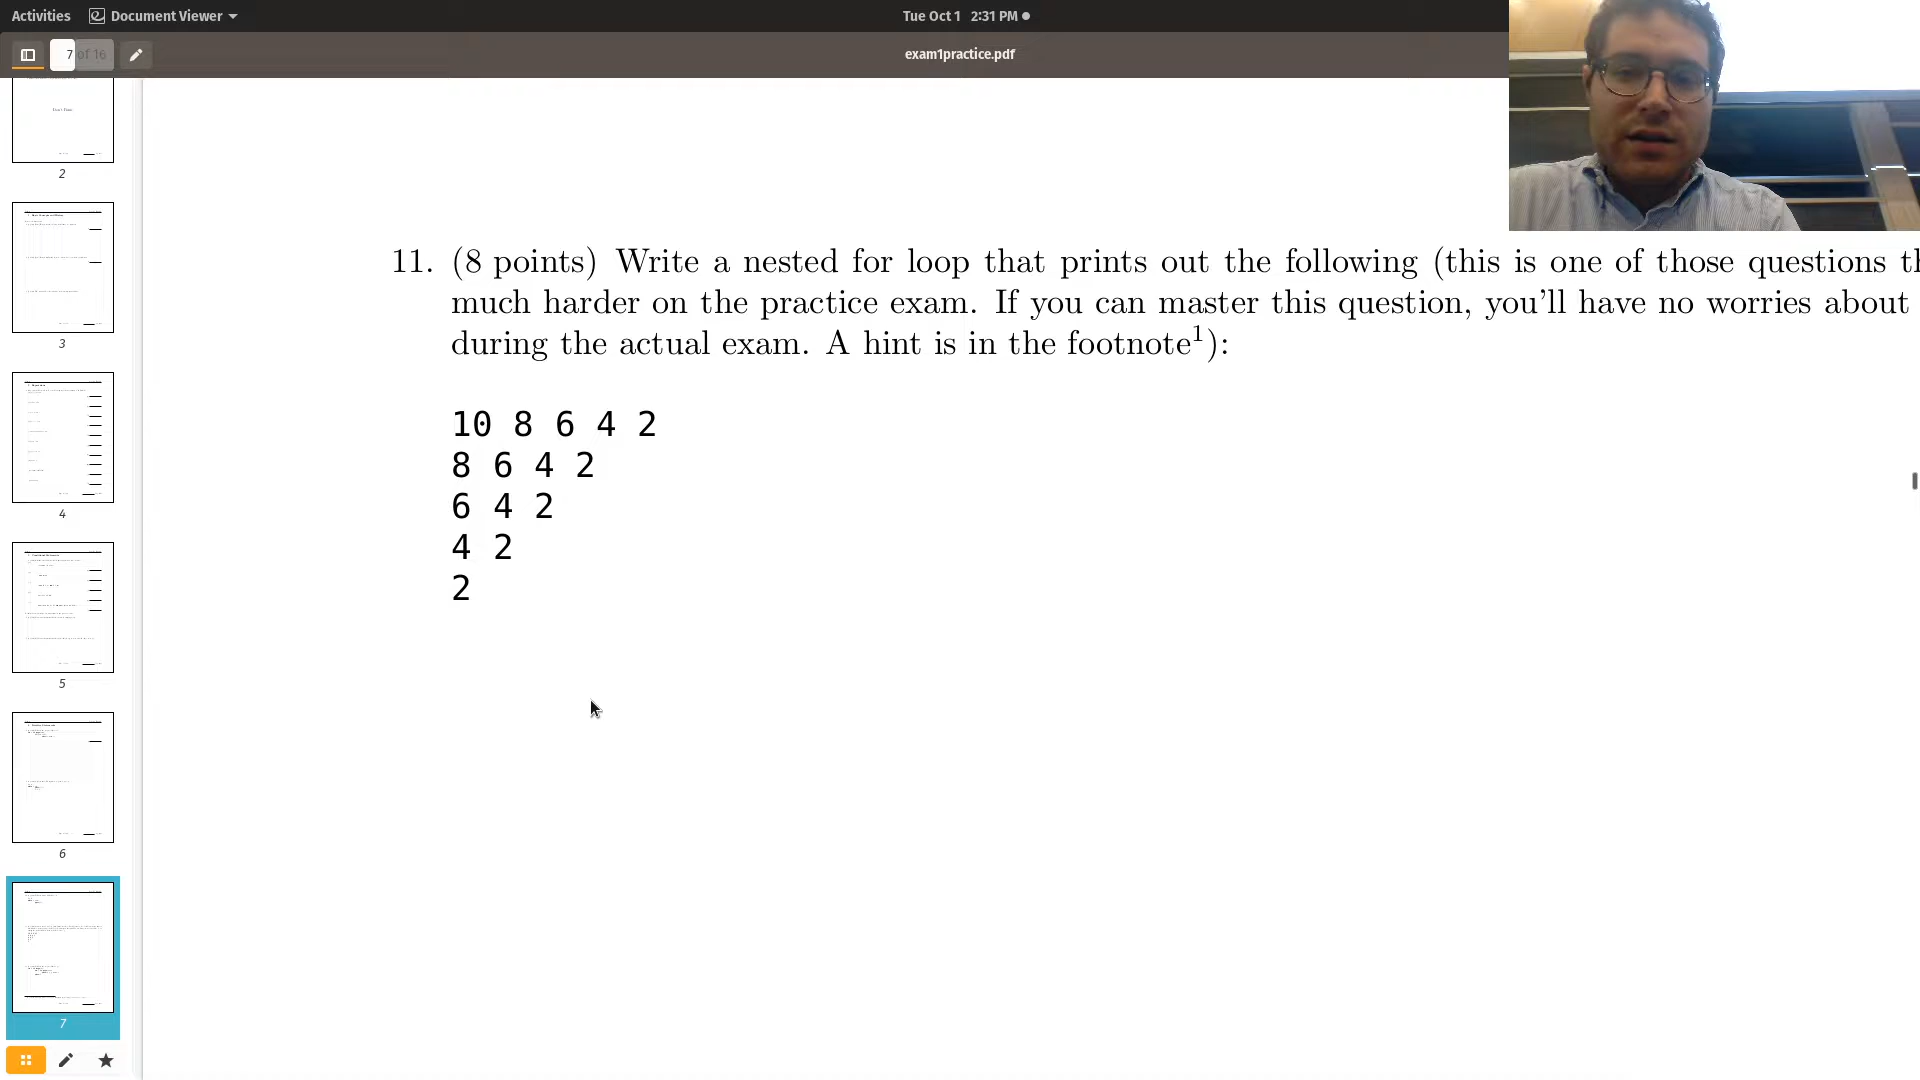 Activities Document Viewer Tue Oct 1 2:31 PM
7 of 16 exam1practice.pdf
2
3
4
5
6
7
11. (8 points) Write a nested for loop that prints out the following (this is one of those questions
much harder on the practice exam. If you can master this question, you'll have no worries about
during the actual exam. A hint is in the footnote1):
10 8 6 4 2
8 6 4 2
6 4 2
4 2
2